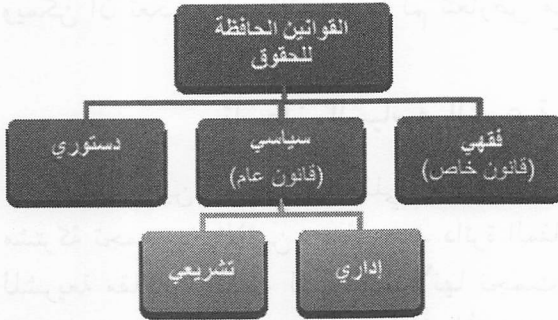 القوانين الحافظة
للحقوق
فقهي
(قانون خاص)
سياسي
(قانون عام)
دستوري
إداري
تشريعي